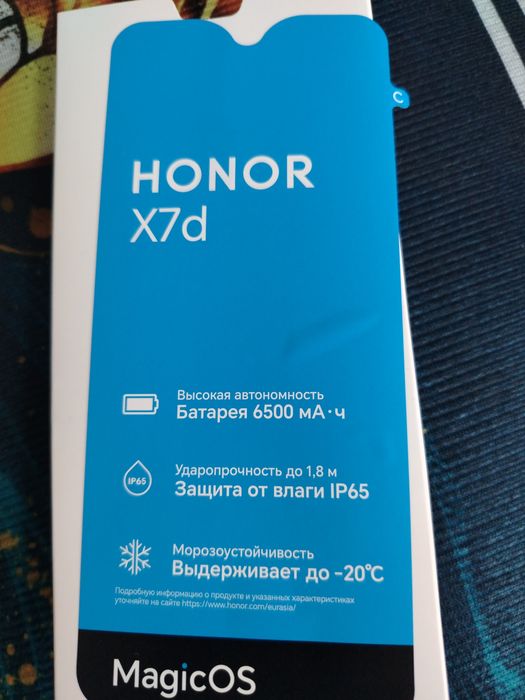 C
HONOR
X7d
Высокая автономность
Батарея 6500 мА·ч
IP65
Ударопрочность до 1,8 м
Защита от влаги IP65
Морозоустойчивость
Выдерживает до -20°C
Подробную информацию о продукте и указанных характеристиках
уточняйте на сайте https://www.honor.com/eurasia/
MagicOS